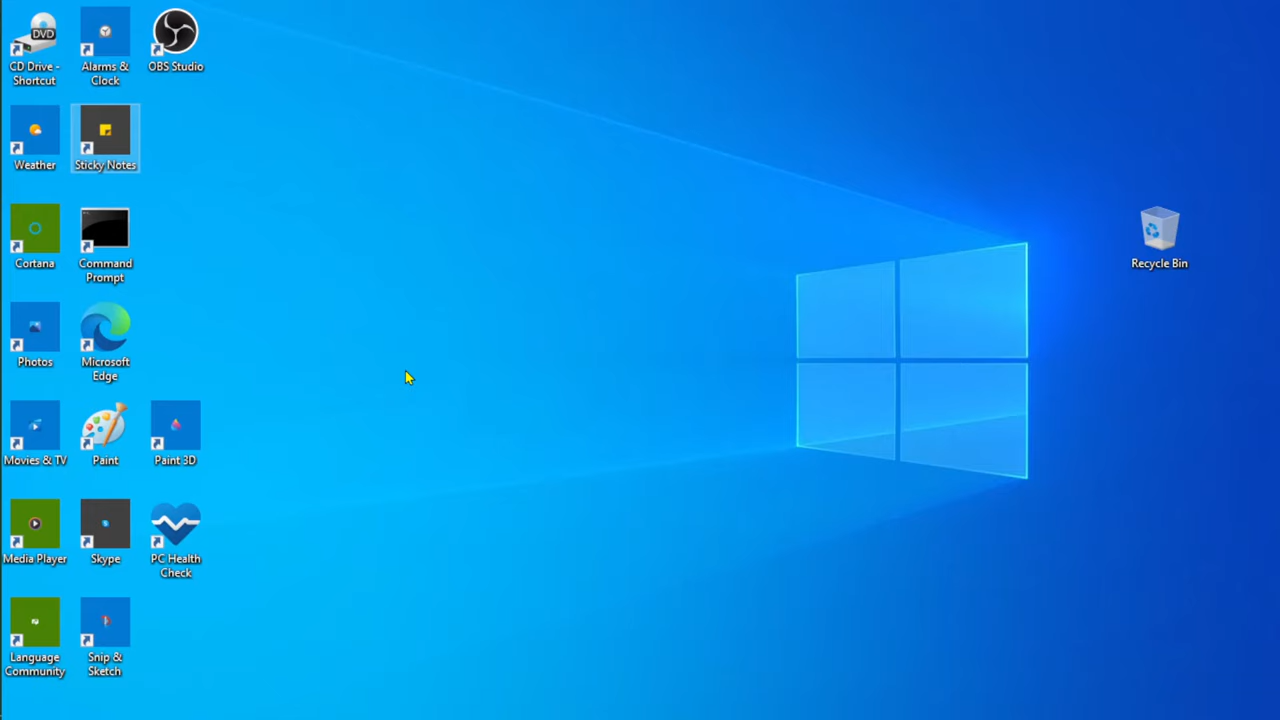 DVD
CD Drive -
Shortcut
Alarms &
Clock
OBS Studio
Weather
Sticky Notes
Cortana
Command
Prompt
Recycle Bin
Photos
Microsoft
Edge
Movies & TV
Paint
Paint 3D
Media Player
Skype
PC Health
Check
Language
Community
Snip &
Sketch